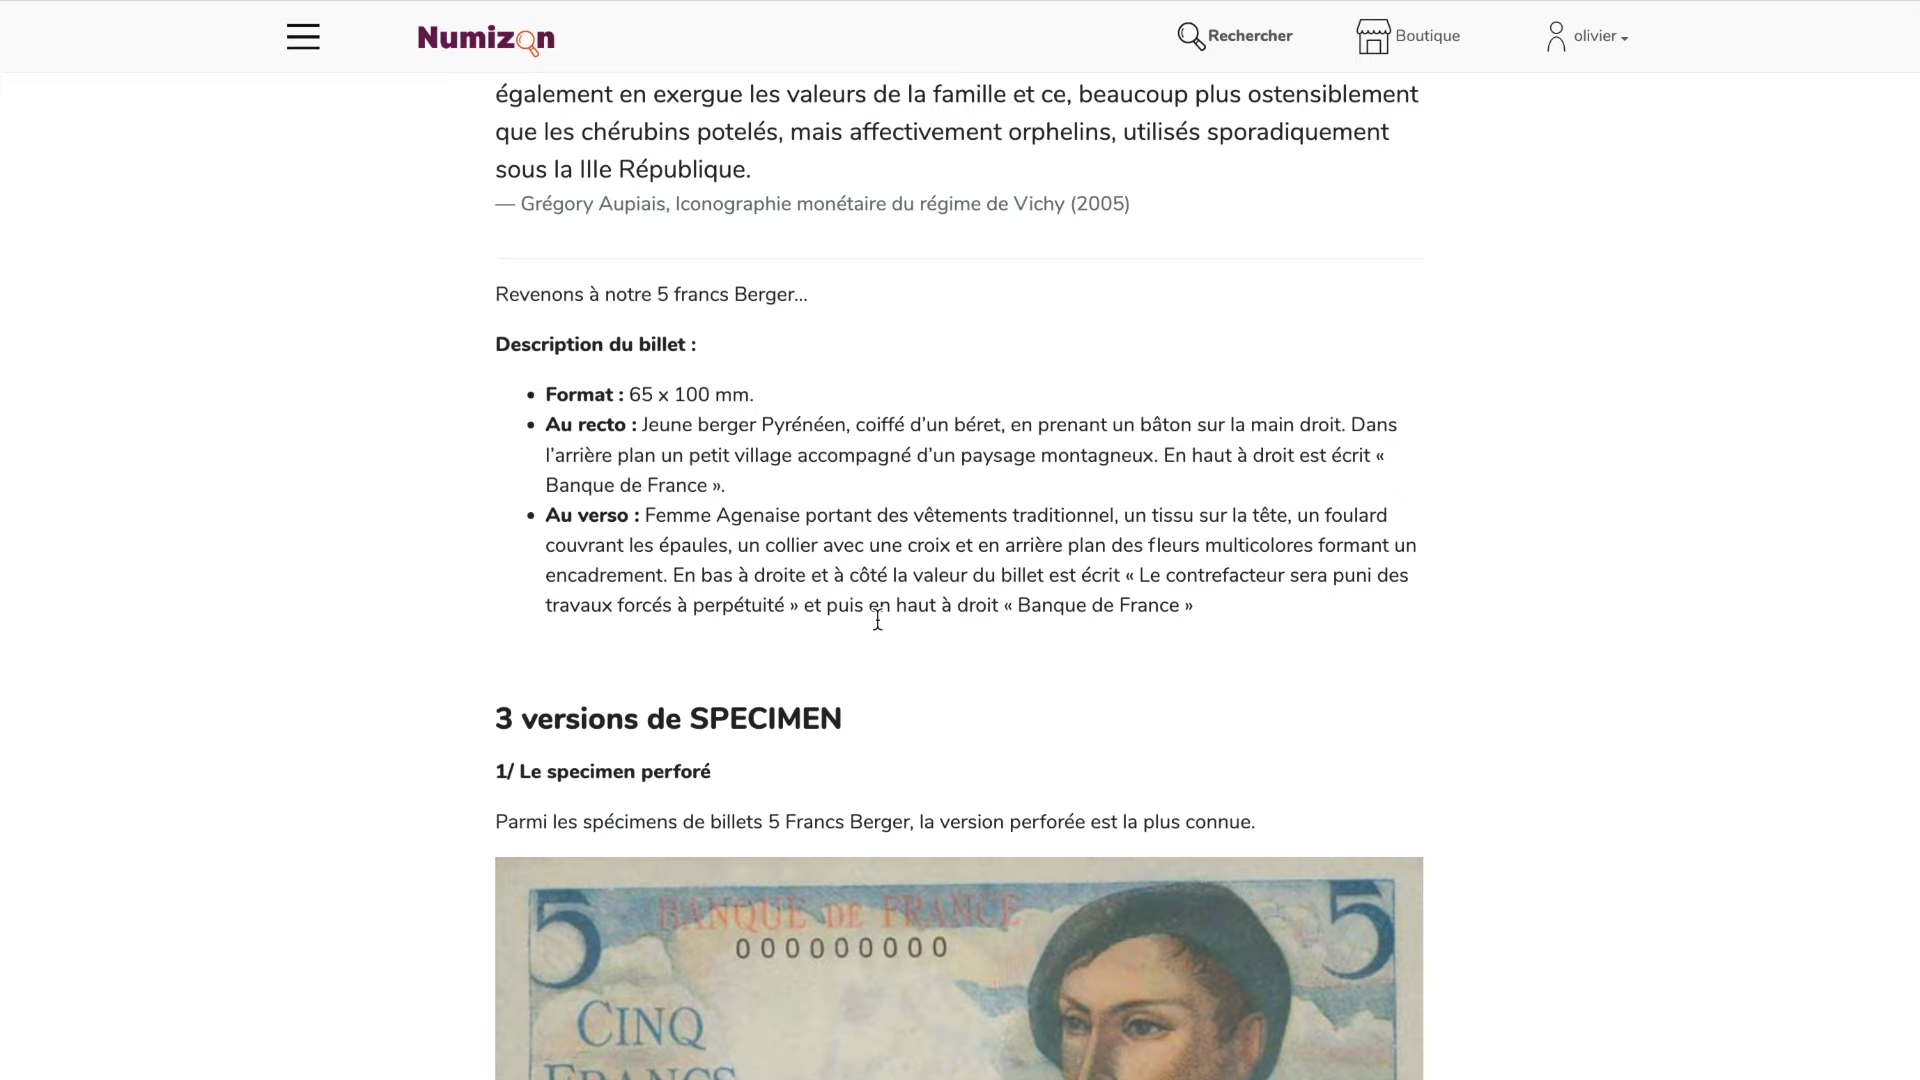 Numizon
Rechercher
Boutique
olivier
également en exergue les valeurs de la famille et ce, beaucoup plus ostensiblement
que les chérubins potelés, mais affectivement orphelins, utilisés sporadiquement
sous la IIIe République.
— Grégory Aupiais, Iconographie monétaire du régime de Vichy (2005)
Revenons à notre 5 francs Berger...
Description du billet :
• Format : 65 x 100 mm.
• Au recto : Jeune berger Pyrénéen, coiffé d’un béret, en prenant un bâton sur la main droit. Dans
l’arrière plan un petit village accompagné d’un paysage montagneux. En haut à droit est écrit «
Banque de France ».
• Au verso : Femme Agenaise portant des vêtements traditionnel, un tissu sur la tête, un foulard
couvrant les épaules, un collier avec une croix et en arrière plan des fleurs multicolores formant un
encadrement. En bas à droite et à côté la valeur du billet est écrit « Le contrefacteur sera puni des
travaux forcés à perpétuité » et puis en haut à droit « Banque de France »
3 versions de SPECIMEN
1/ Le specimen perforé
Parmi les spécimens de billets 5 Francs Berger, la version perforée est la plus connue.
5 BANQUE DE FRANCE 5
000000000
CINQ
FRANCS